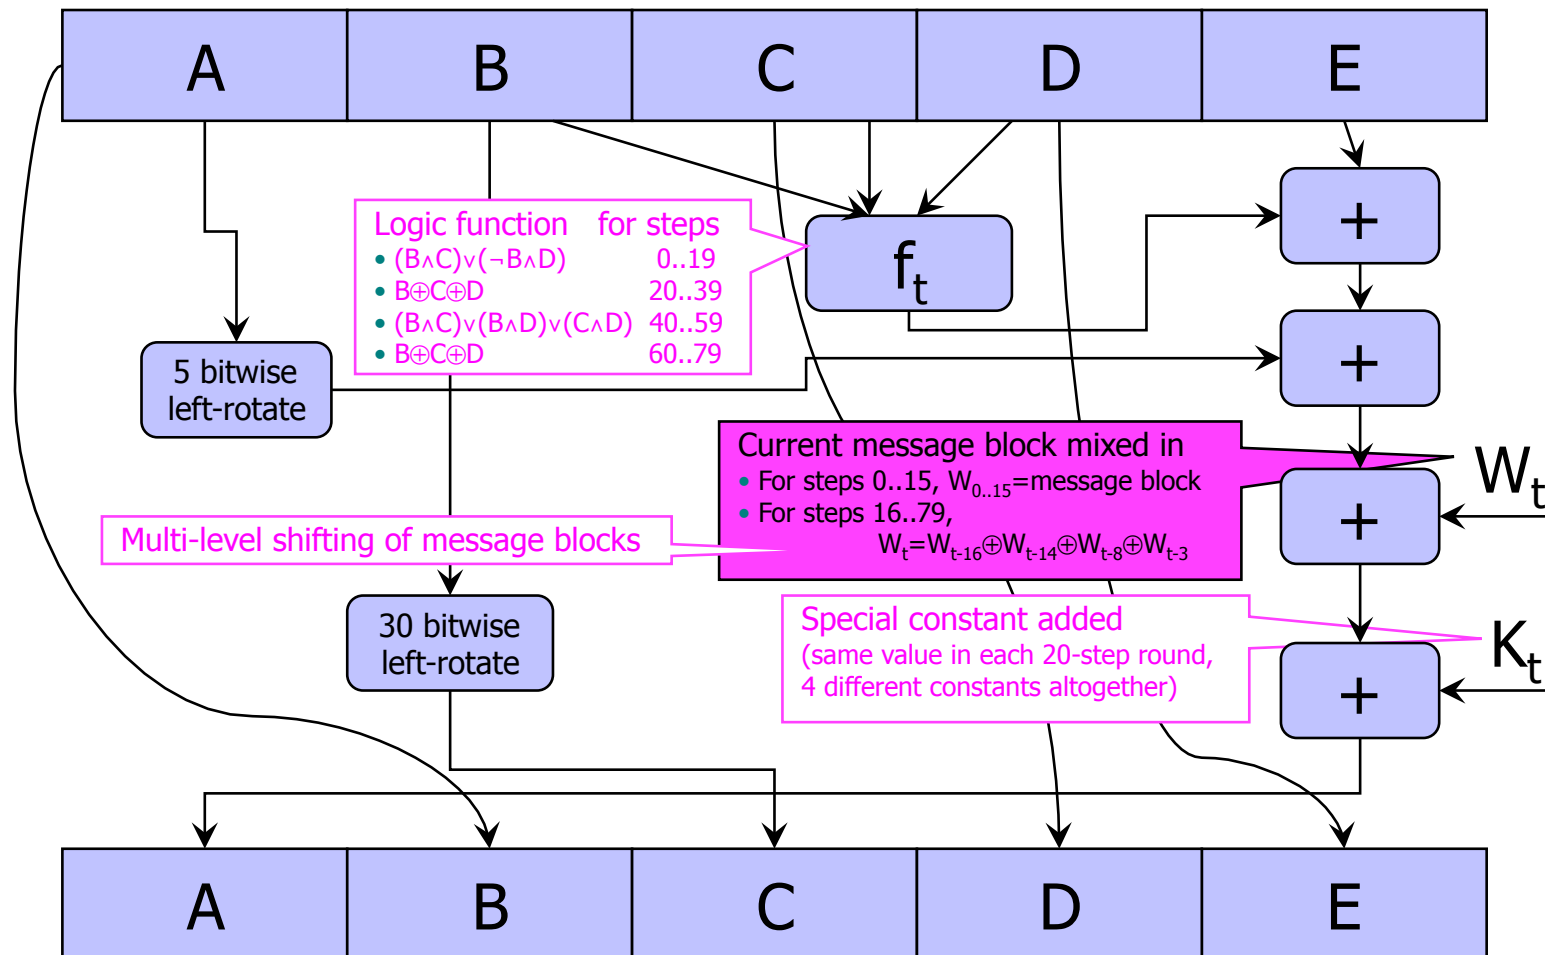 A B C D E
Logic function for steps
• (B∧C)∨(¬B∧D) 0..19
• B⊕C⊕D 20..39
• (B∧C)∨(B∧D)∨(C∧D) 40..59
• B⊕C⊕D 60..79
fₜ
+
+
5 bitwise
left-rotate
Current message block mixed in
• For steps 0..15, W₀..₁₅=message block
• For steps 16..79,
Wₜ=Wₜ₋₁₆⊕Wₜ₋₁₄⊕Wₜ₋₈⊕Wₜ₋₃
+
Wₜ
Multi-level shifting of message blocks
30 bitwise
left-rotate
Special constant added
(same value in each 20-step round,
4 different constants altogether)
+
Kₜ
A B C D E